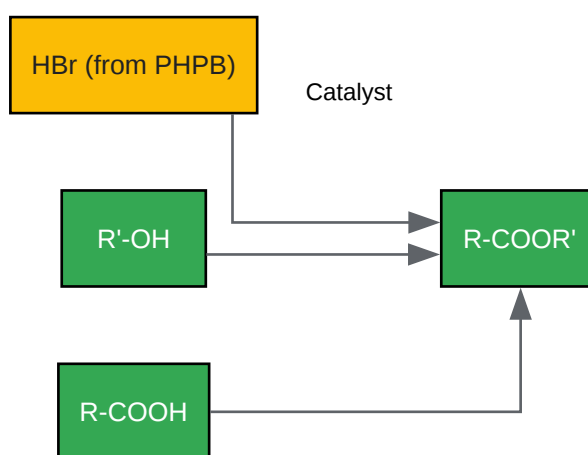 HBr (from PHPB)
Catalyst
R'-OH
R-COOR'
R-COOH